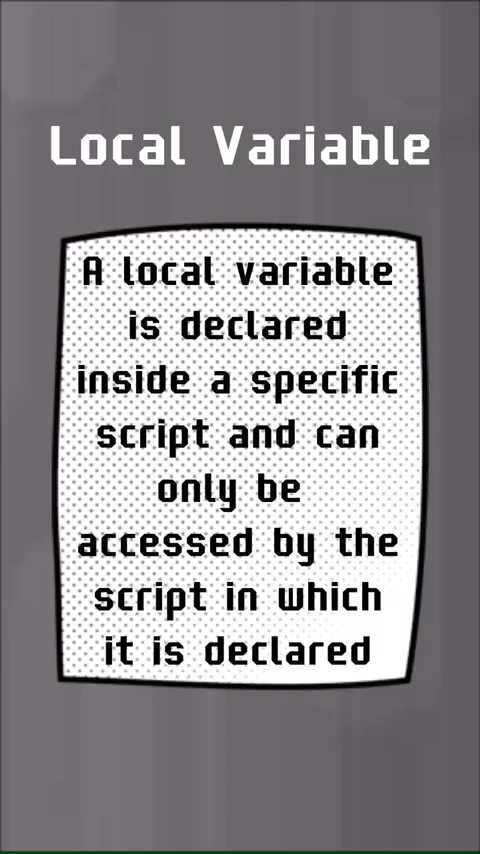 Local Variable
A local variable
is declared
inside a specific
script and can
only be
accessed by the
script in which
it is declared